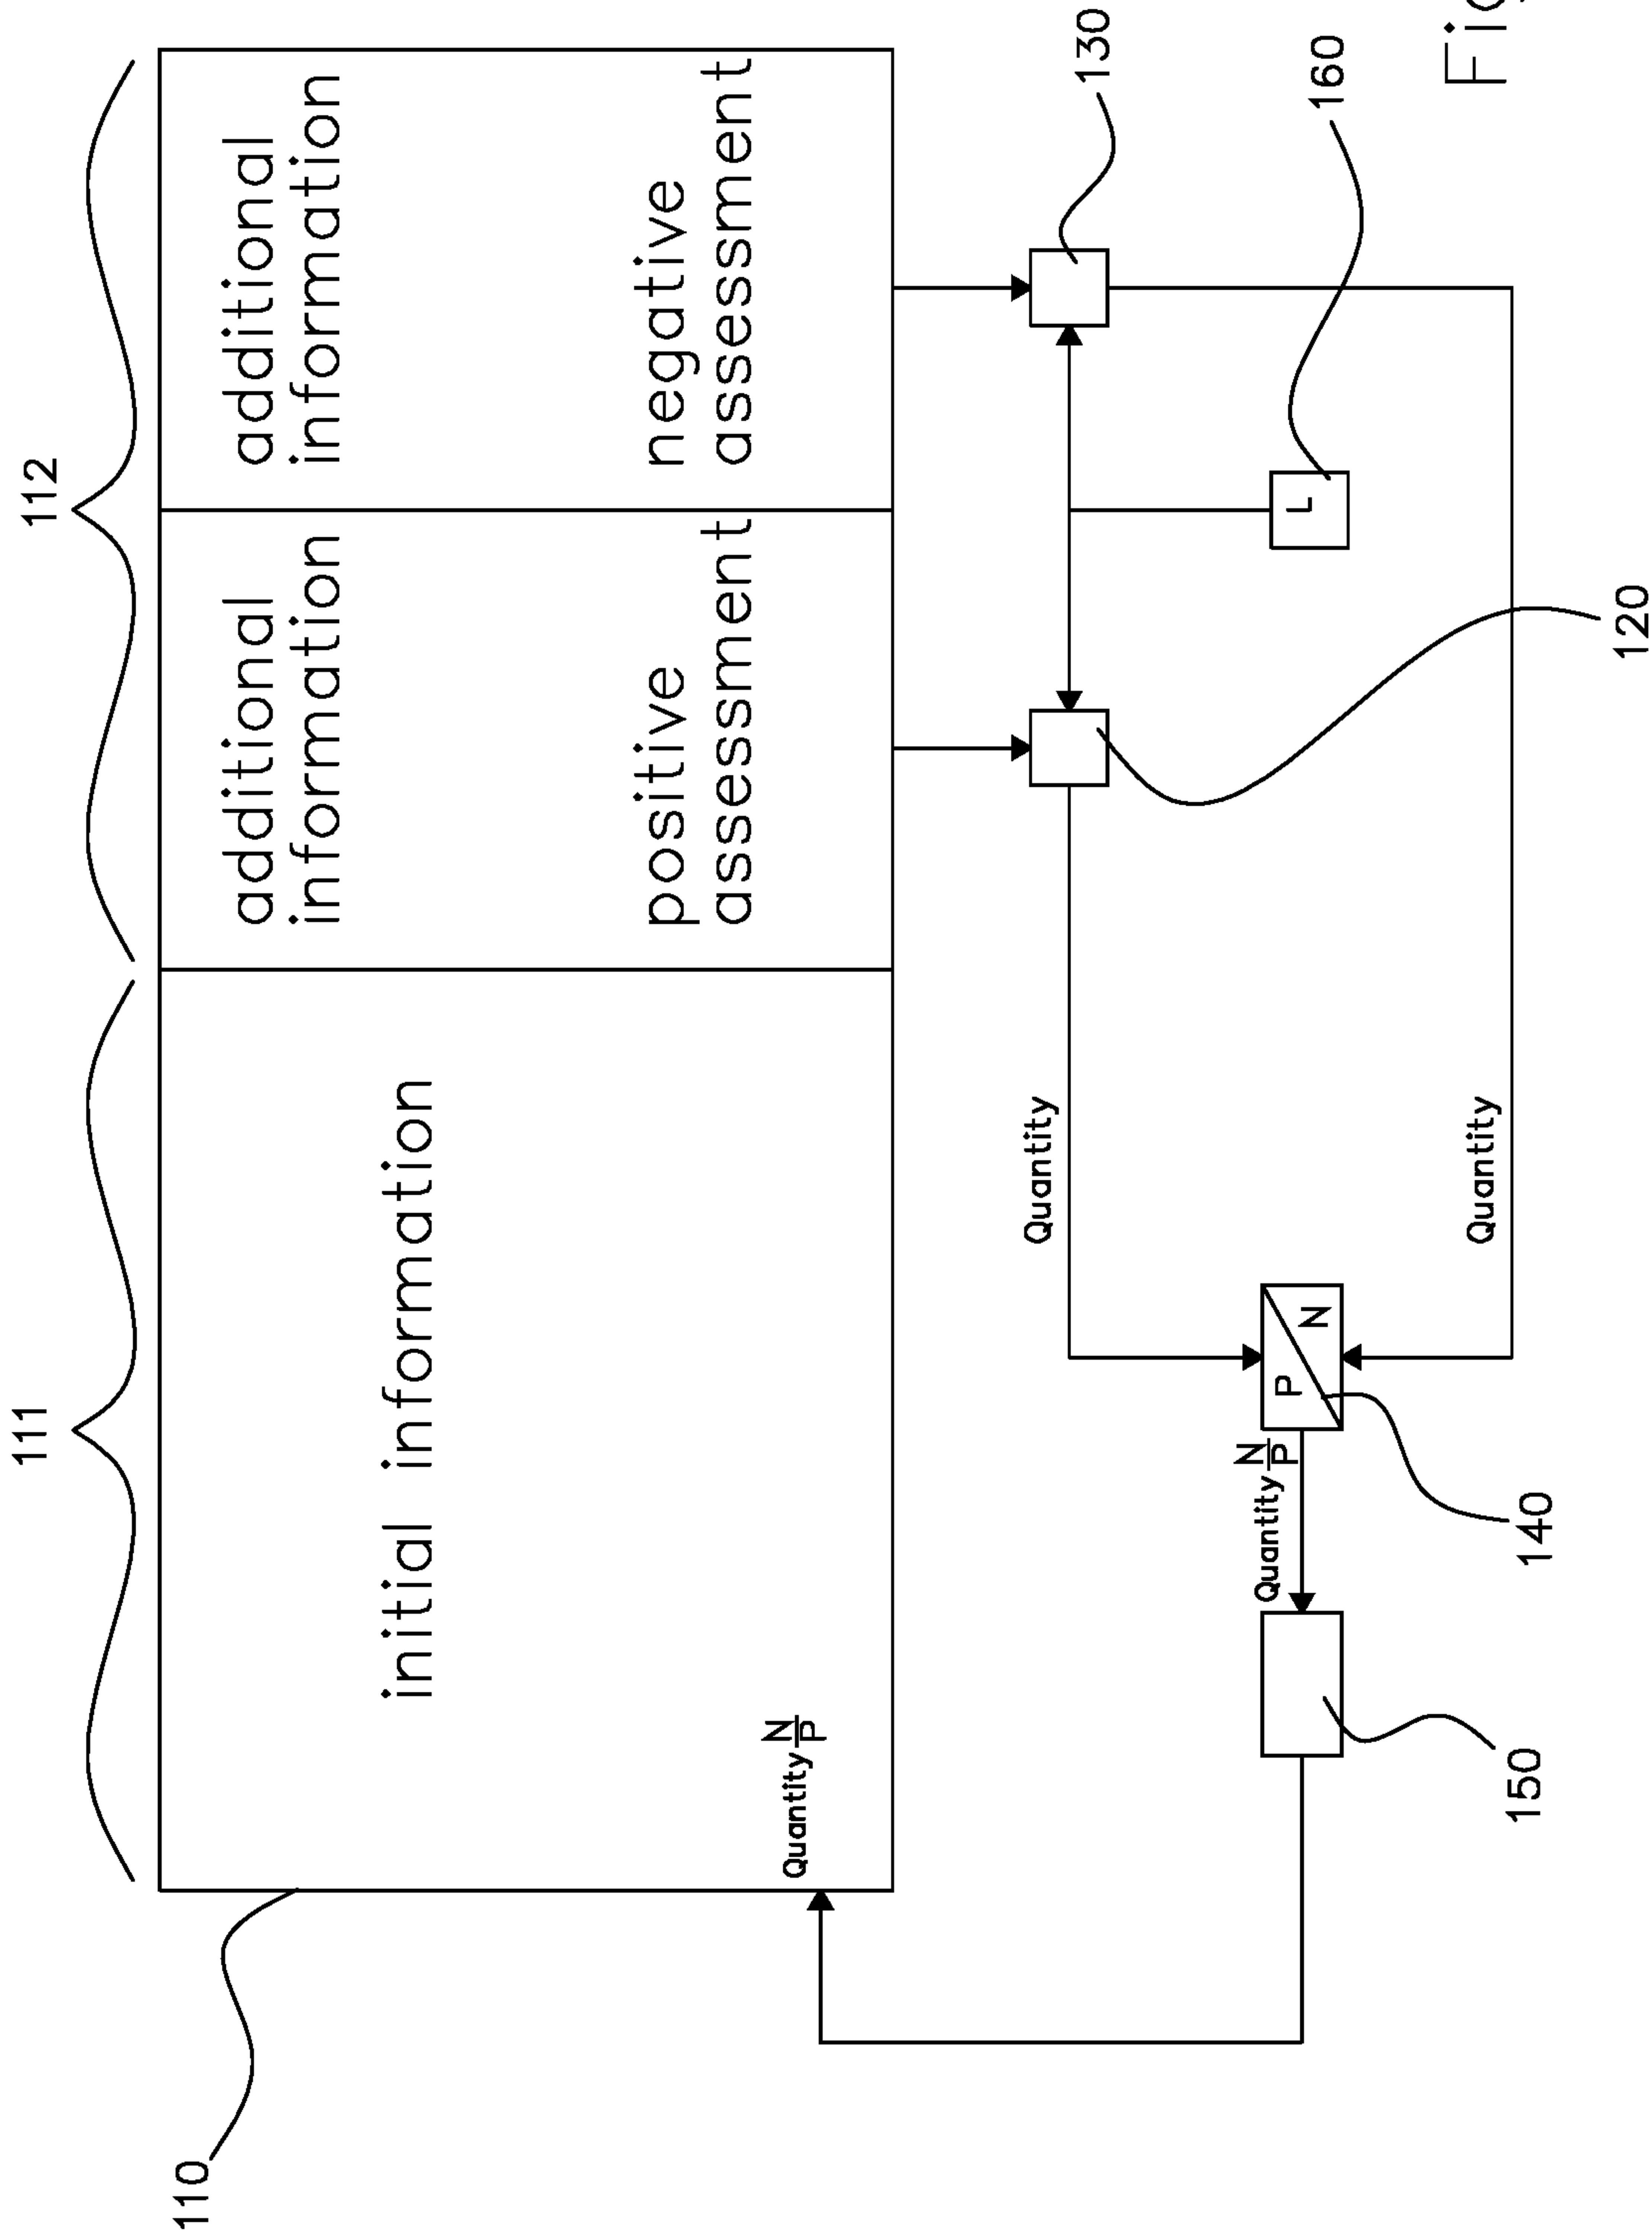 111
112
110
initial information
additional
information
positive
assessment
additional
information
negative
assessment
Quantity N/P
130
160
L
120
Quantity
Quantity
P N
Quantity N/P
140
150